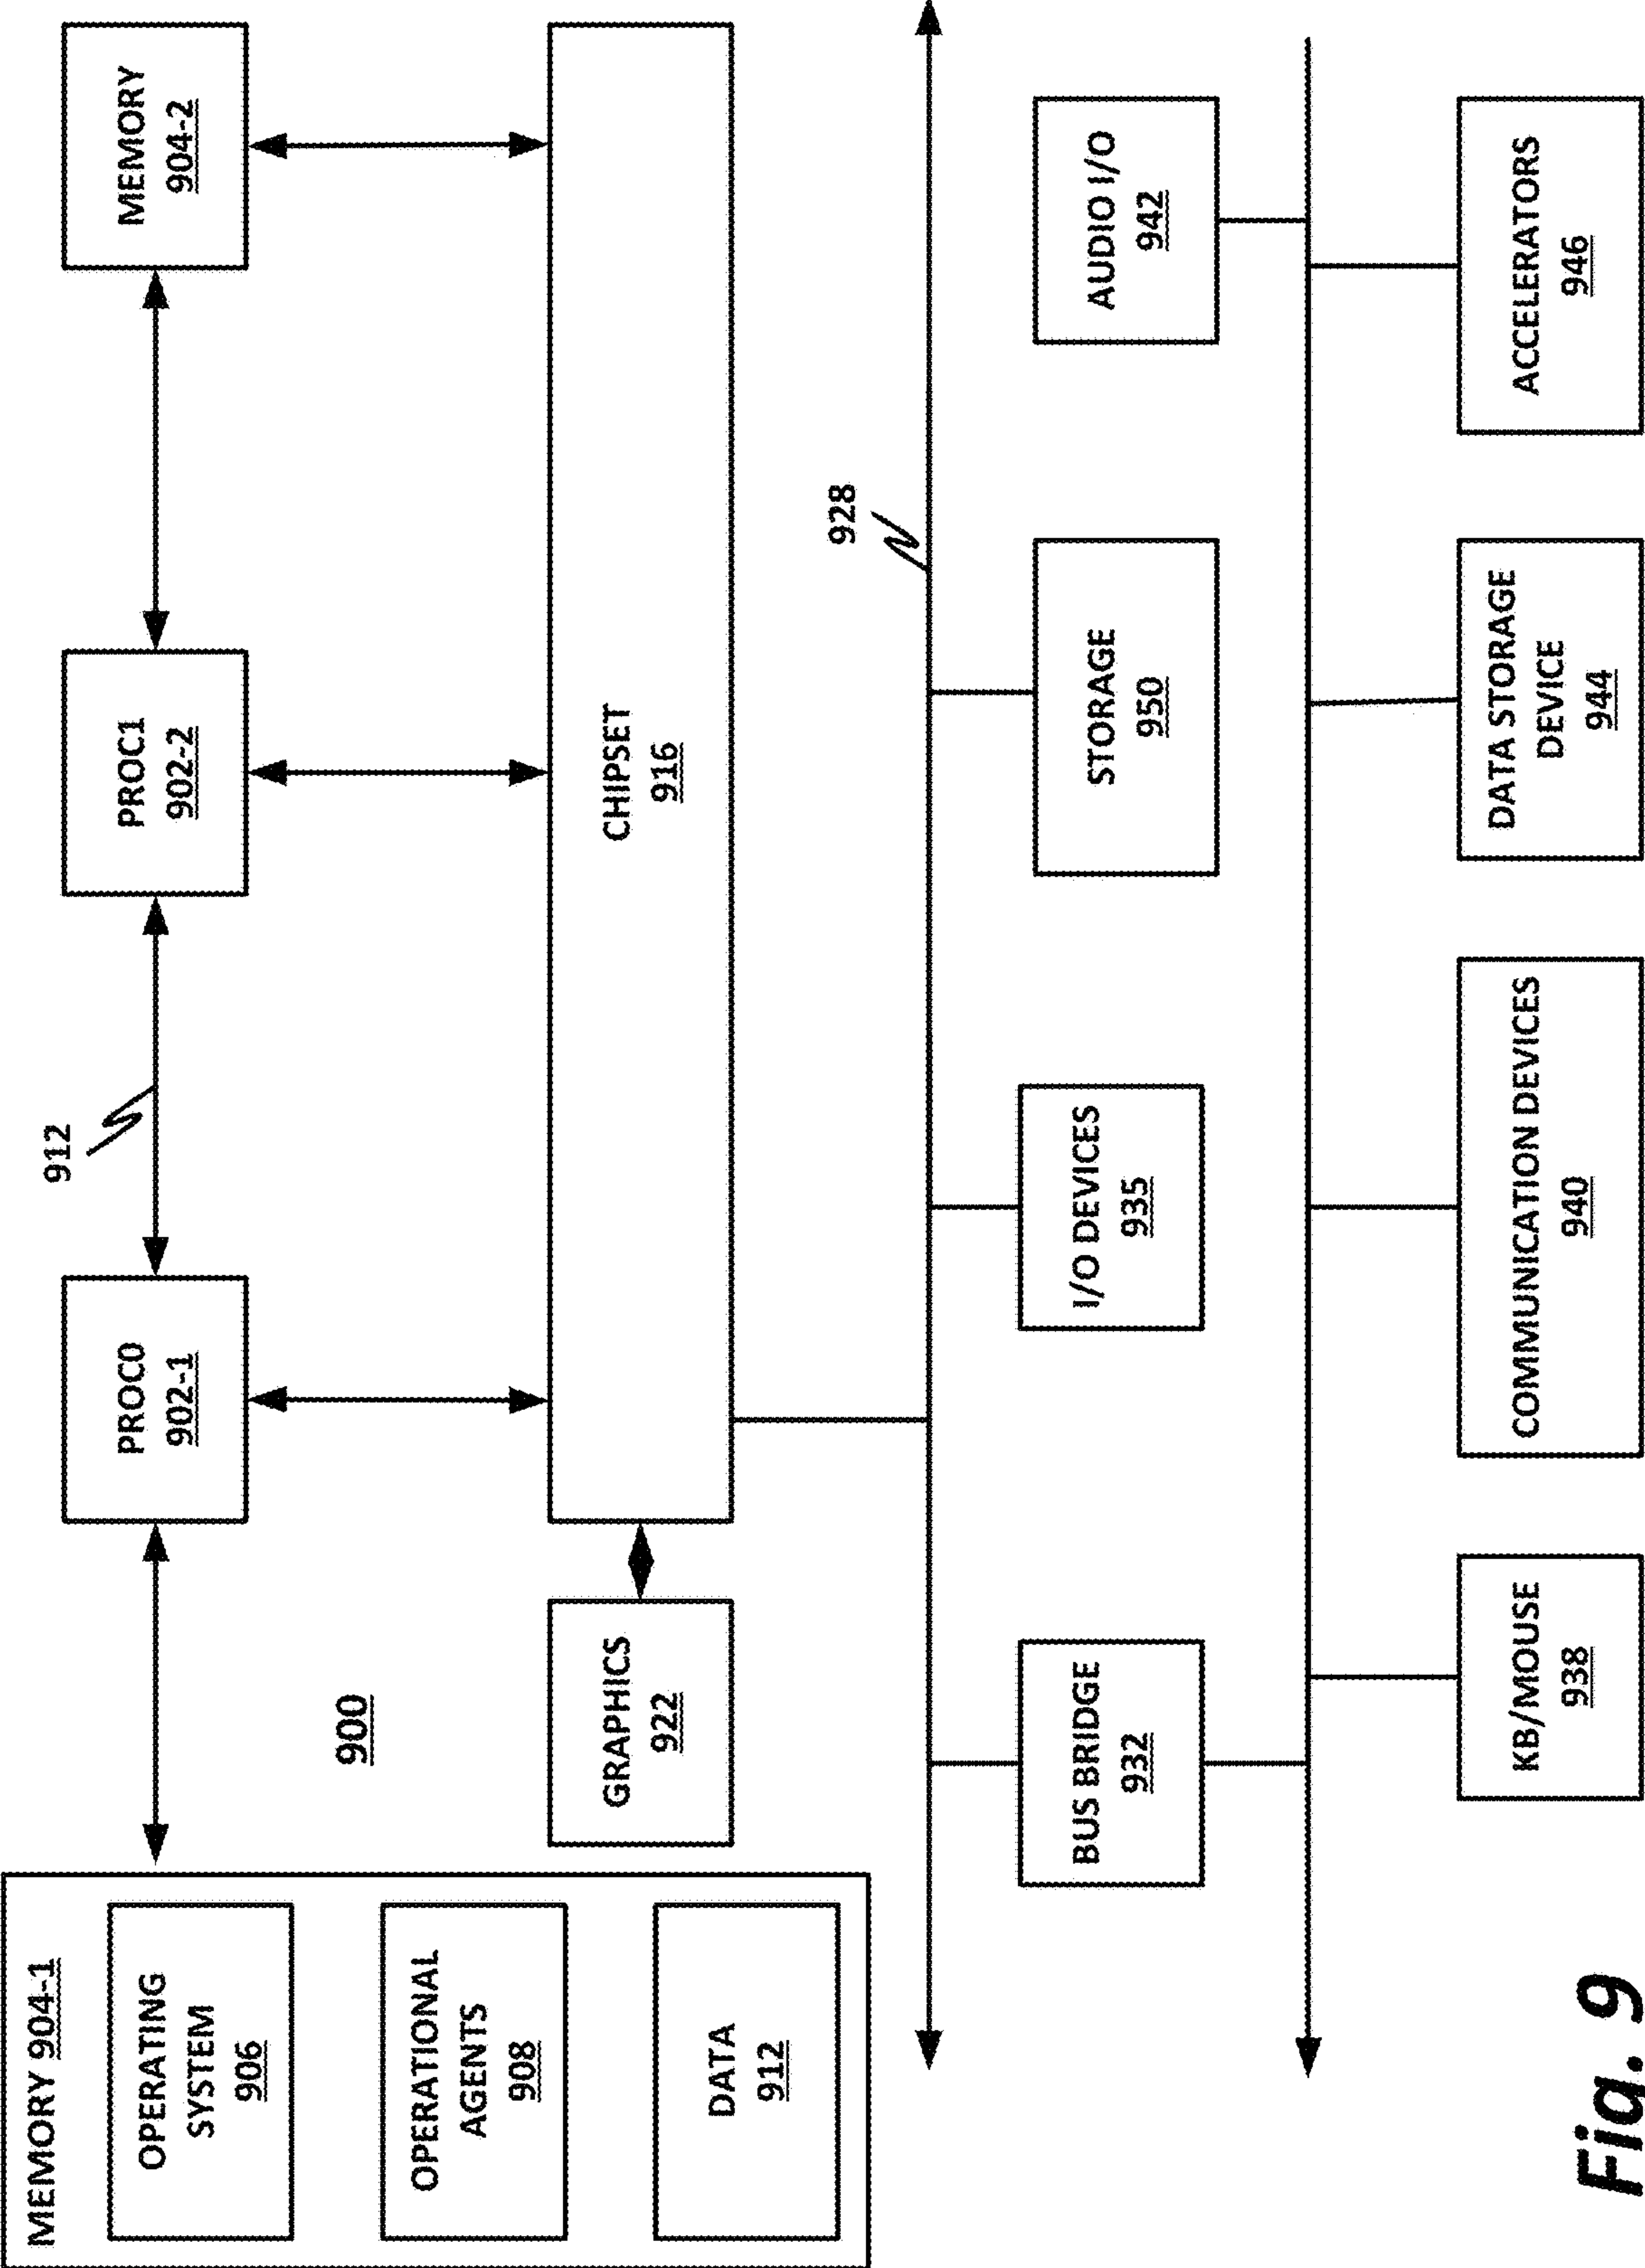 MEMORY 904-1
OPERATING
SYSTEM
906
OPERATIONAL
AGENTS
908
DATA
912
900
PROC0
902-1
912
PROC1
902-2
MEMORY
904-2
GRAPHICS
922
CHIPSET
916
928
BUS BRIDGE
932
I/O DEVICES
935
STORAGE
950
AUDIO I/O
942
KB/MOUSE
938
COMMUNICATION DEVICES
940
DATA STORAGE
DEVICE
944
ACCELERATORS
946
Fig. 9